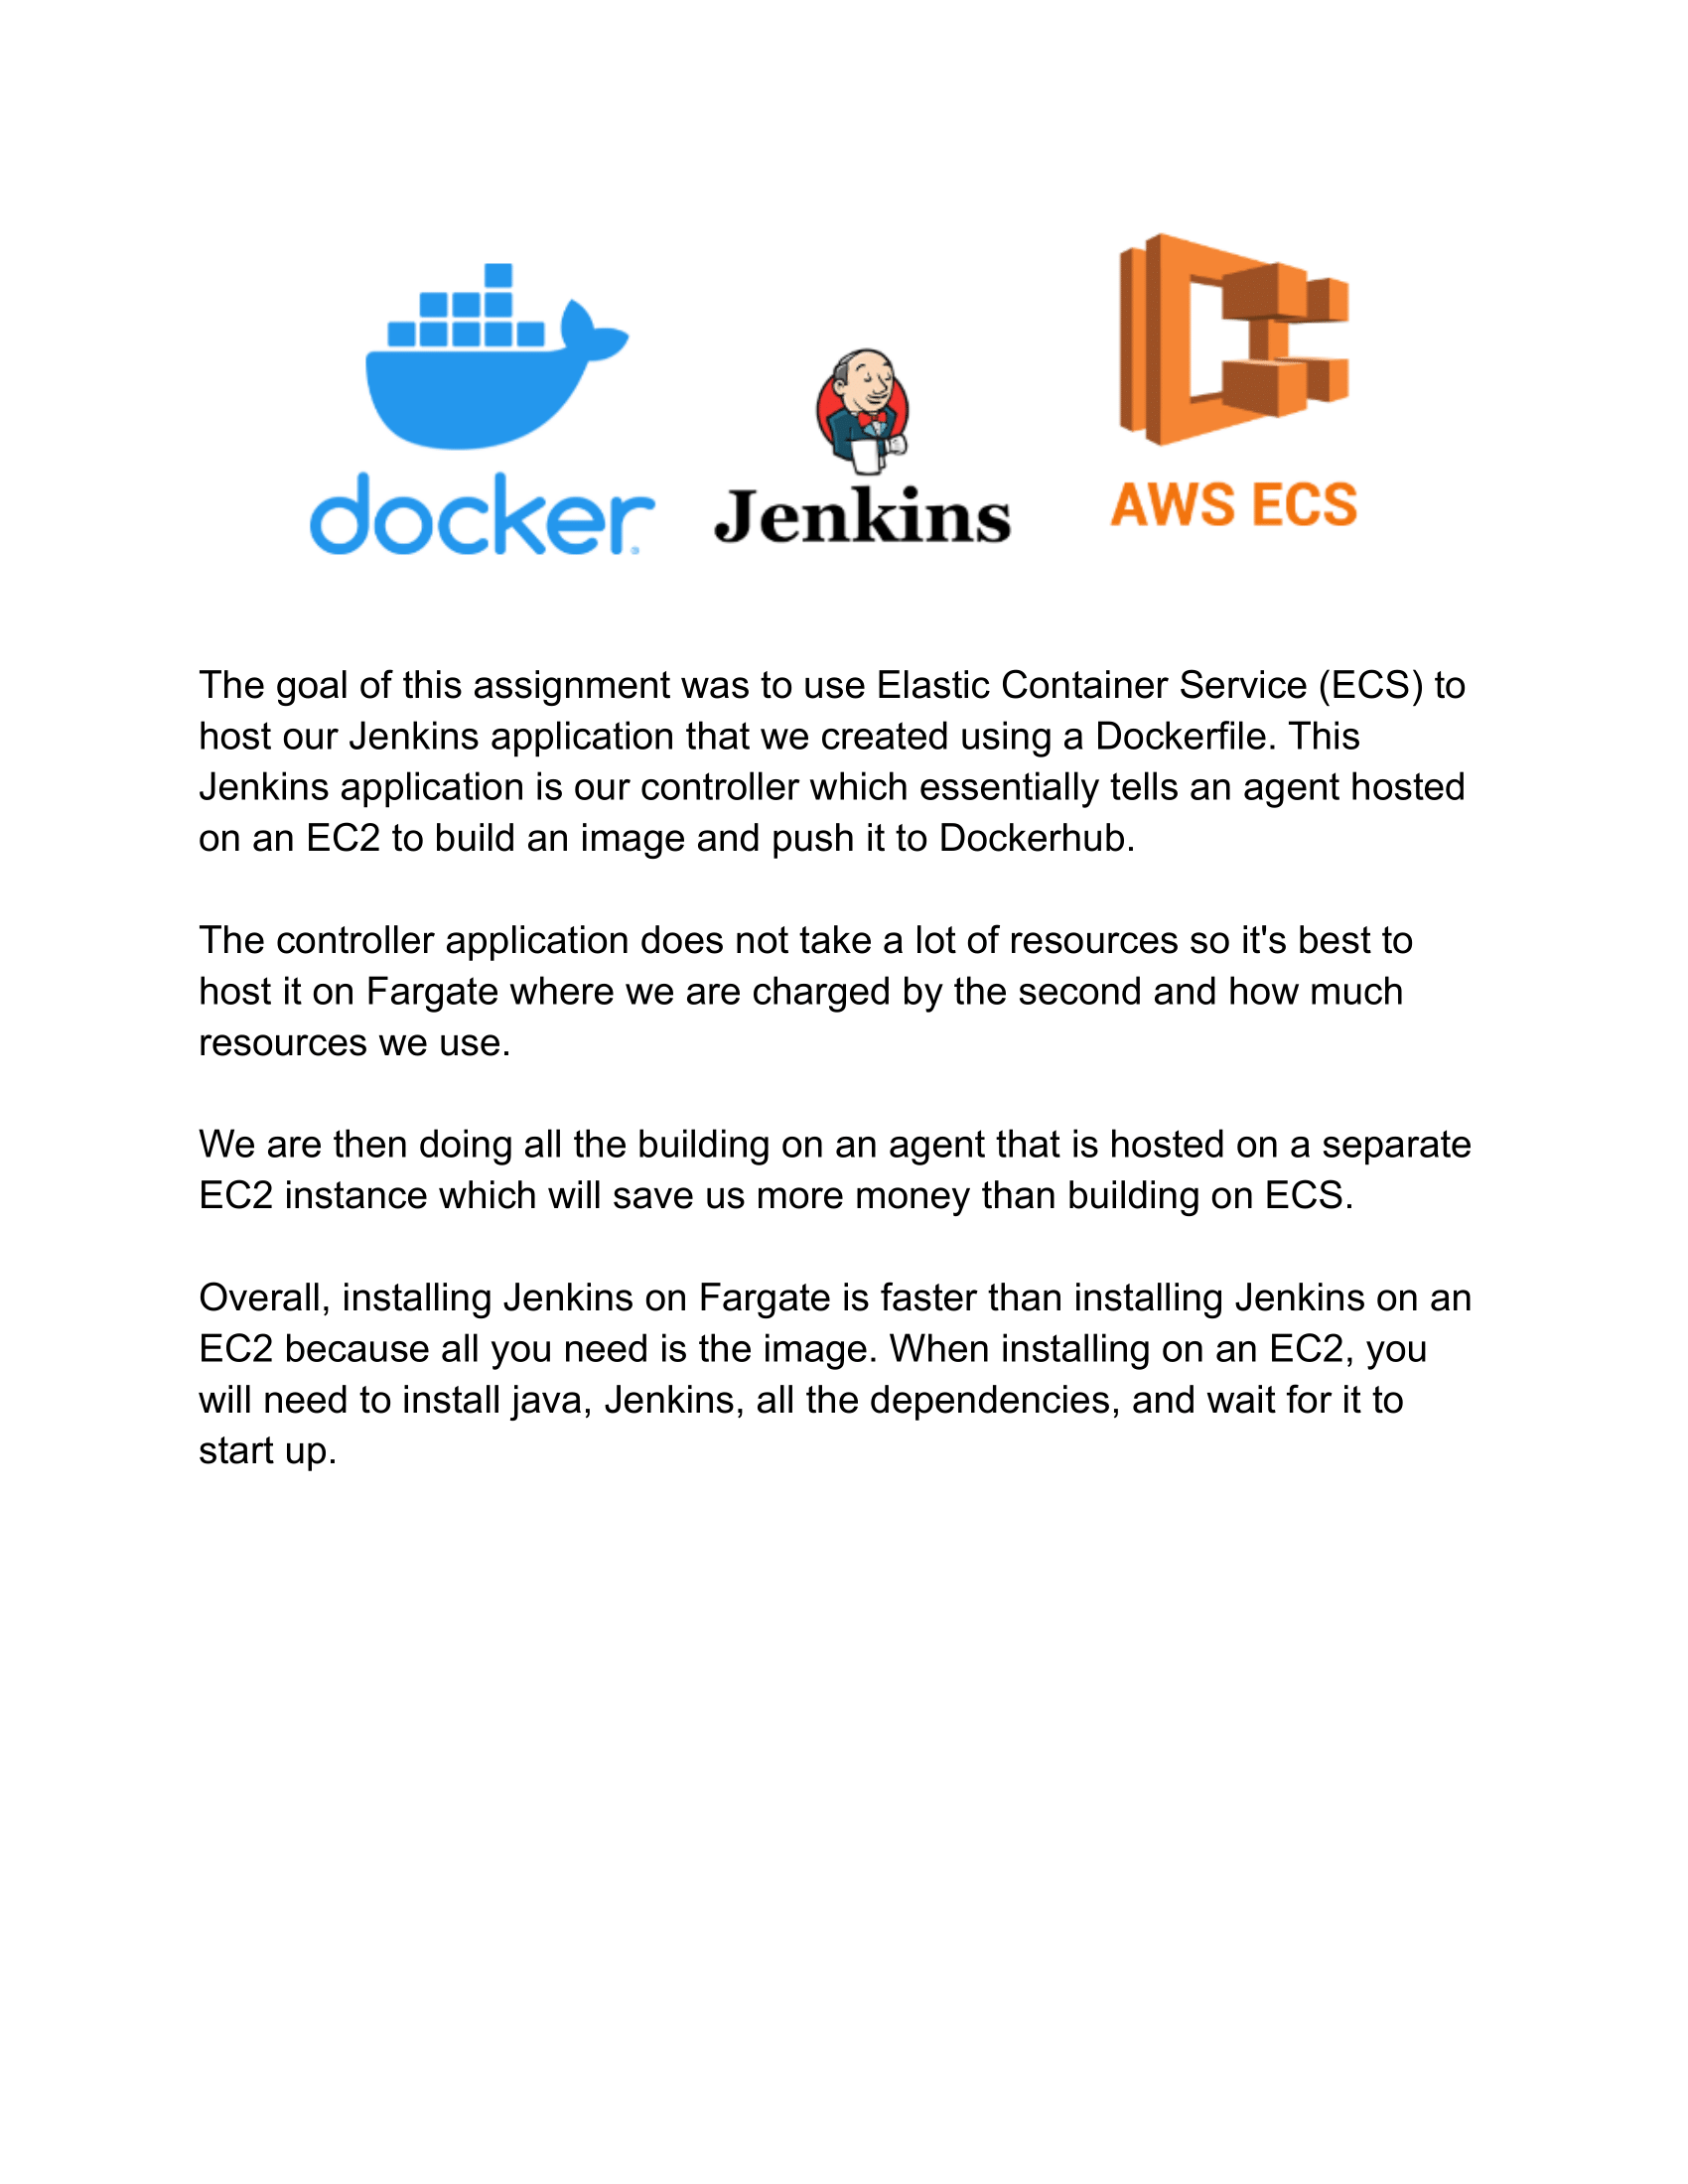 docker
Jenkins
AWS ECS
The goal of this assignment was to use Elastic Container Service (ECS) to
host our Jenkins application that we created using a Dockerfile. This
Jenkins application is our controller which essentially tells an agent hosted
on an EC2 to build an image and push it to Dockerhub.
The controller application does not take a lot of resources so it's best to
host it on Fargate where we are charged by the second and how much
resources we use.
We are then doing all the building on an agent that is hosted on a separate
EC2 instance which will save us more money than building on ECS.
Overall, installing Jenkins on Fargate is faster than installing Jenkins on an
EC2 because all you need is the image. When installing on an EC2, you
will need to install java, Jenkins, all the dependencies, and wait for it to
start up.